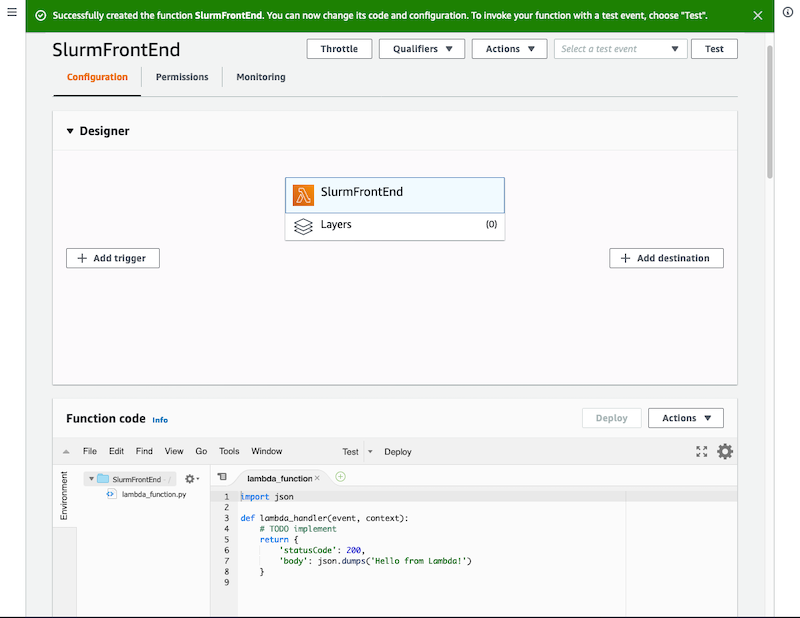 Successfully created the function SlurmFrontEnd. You can now change its code and configuration. To invoke your function with a test event, choose "Test".
SlurmFrontEnd
Throttle
Qualifiers
Actions
Select a test event
Test
Configuration
Permissions
Monitoring
Designer
SlurmFrontEnd
Layers
(0)
Add trigger
Add destination
Function code Info
Deploy
Actions
File Edit Find View Go Tools Window Test Deploy
Environment
SlurmFrontEnd - /
lambda_function.py
lambda_function
1 import json
2
3 def lambda_handler(event, context):
4 # TODO implement
5 return {
6 'statusCode': 200,
7 'body': json.dumps('Hello from Lambda!')
8 }
9